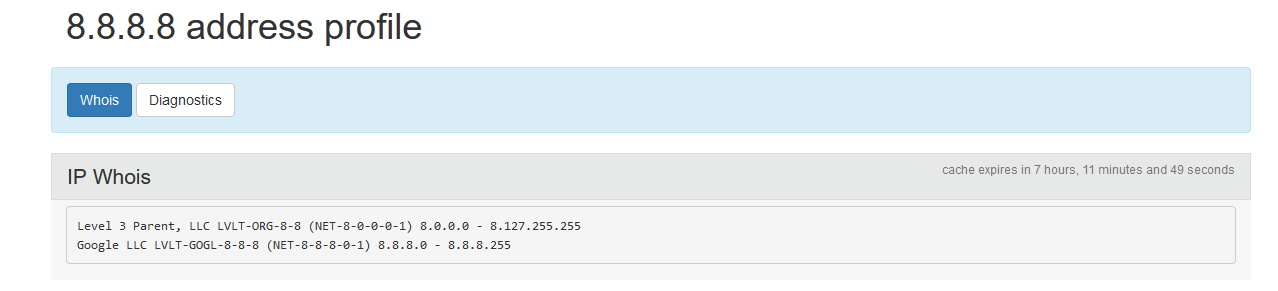 8.8.8.8 address profile
Whois Diagnostics
IP Whois cache expires in 7 hours, 11 minutes and 49 seconds
Level 3 Parent, LLC LVLT-ORG-8-8 (NET-8-0-0-0-1) 8.0.0.0 - 8.127.255.255
Google LLC LVLT-GOGL-8-8-8 (NET-8-8-8-0-1) 8.8.8.0 - 8.8.8.255